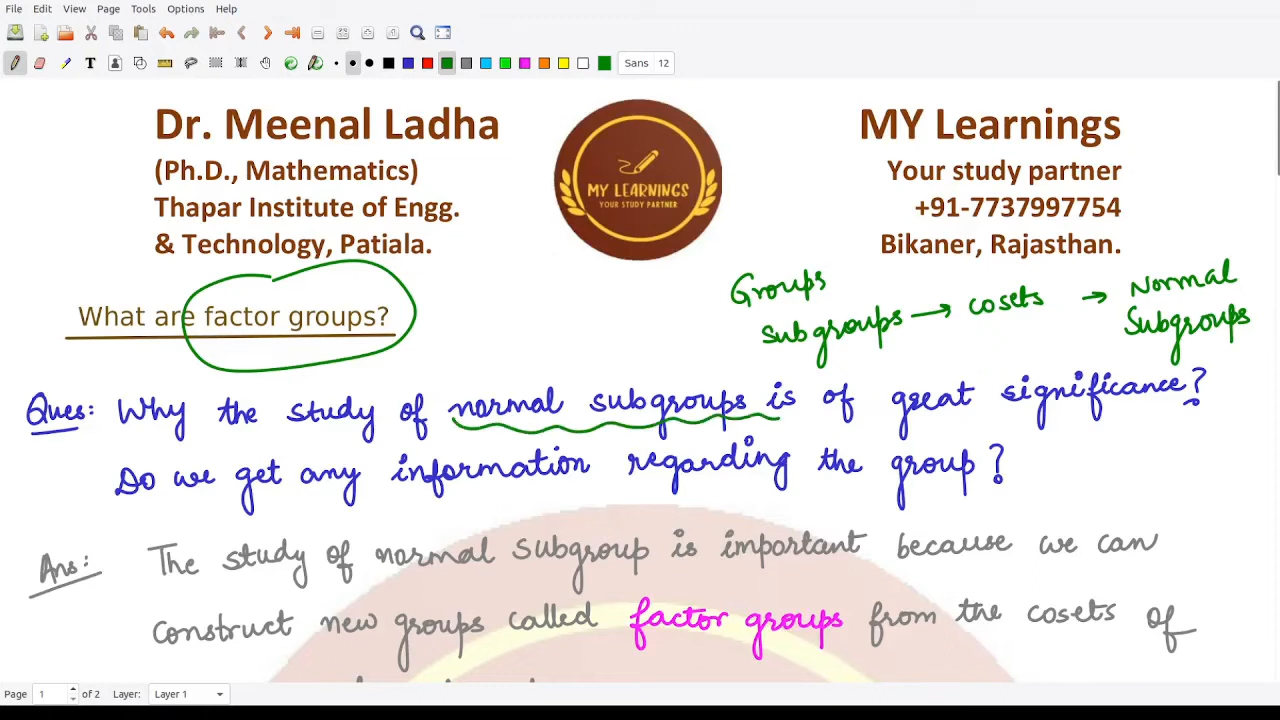 File Edit View Page Tools Options Help
T Sans 12
Dr. Meenal Ladha
(Ph.D., Mathematics)
Thapar Institute of Engg.
& Technology, Patiala.
MY LEARNINGS
YOUR STUDY PARTNER
MY Learnings
Your study partner
+91-7737997754
Bikaner, Rajasthan.
What are factor groups?
Groups
subgroups → cosets → Normal
Subgroups
Ques: Why the study of normal subgroups is of great significance?
Do we get any information regarding the group?
Ans: The study of normal subgroup is important because we can
construct new groups called factor groups from the cosets of
Page 1 of 2 Layer: Layer 1